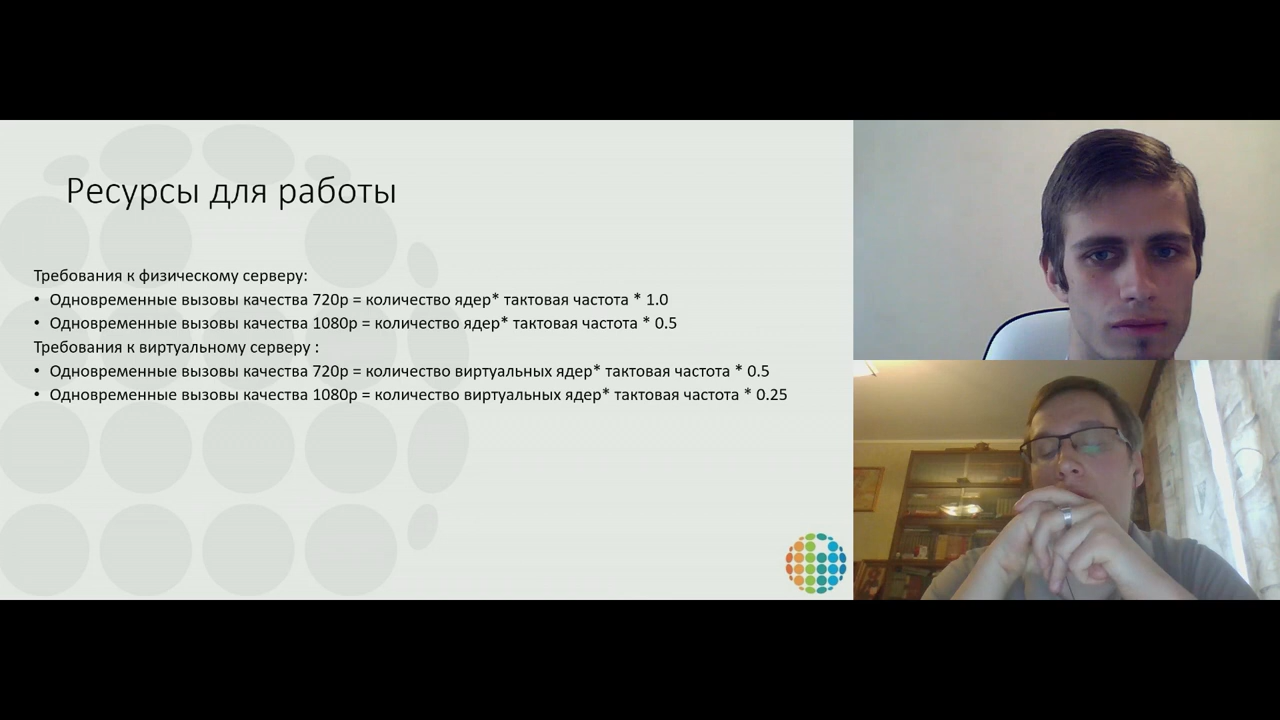 Ресурсы для работы
Требования к физическому серверу:
• Одновременные вызовы качества 720p = количество ядер* тактовая частота * 1.0
• Одновременные вызовы качества 1080p = количество ядер* тактовая частота * 0.5
Требования к виртуальному серверу :
• Одновременные вызовы качества 720p = количество виртуальных ядер* тактовая частота * 0.5
• Одновременные вызовы качества 1080p = количество виртуальных ядер* тактовая частота * 0.25